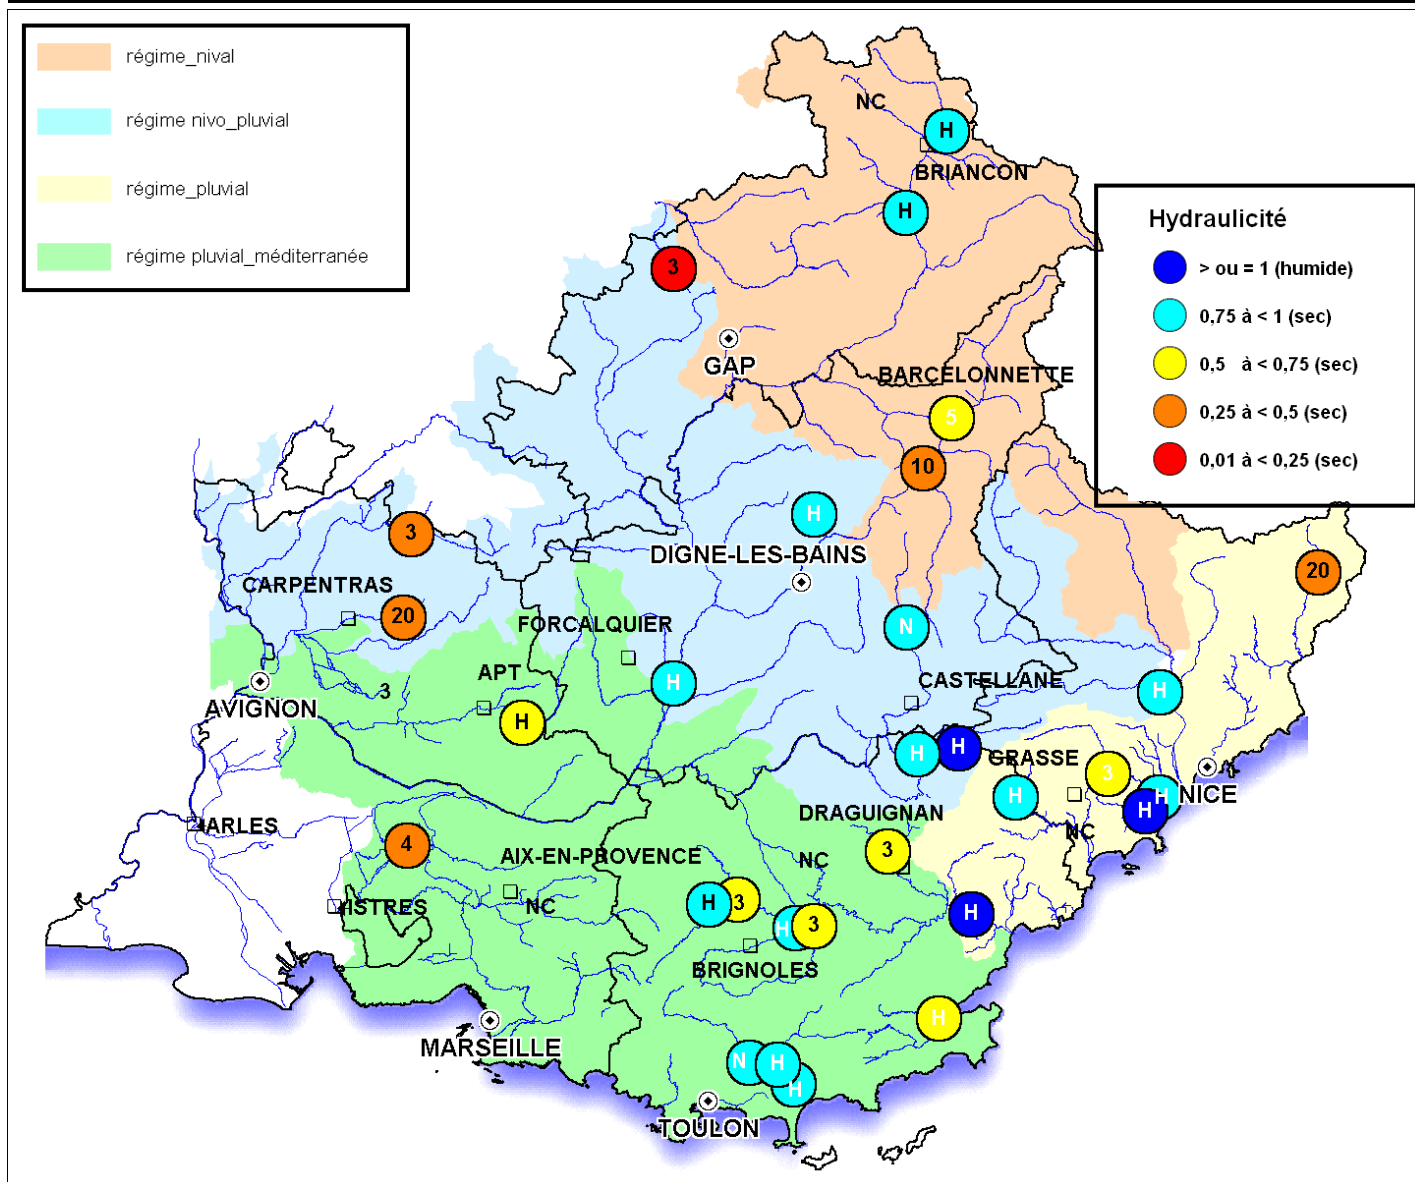 régime_nival
régime nivo_pluvial
régime_pluvial
régime pluvial_méditerranée
Hydraulicité
> ou = 1 (humide)
0,75 à < 1 (sec)
0,5 à < 0,75 (sec)
0,25 à < 0,5 (sec)
0,01 à < 0,25 (sec)
NC
H
BRIANCON
H
3
GAP
BARCELONNETTE
5
10
H
3
DIGNE-LES-BAINS
20
CARPENTRAS
20
FORCALQUIER
N
APT
H
CASTELLANE
3
H
AVIGNON
H
H
H
GRASSE
3
H
H
H
NICE
DRAGUIGNAN
ARLES
NC
4
3
AIX-EN-PROVENCE
NC
H
3
ISTRES
NC
H
H
3
BRIGNOLES
H
MARSEILLE
N
H
H
TOULON